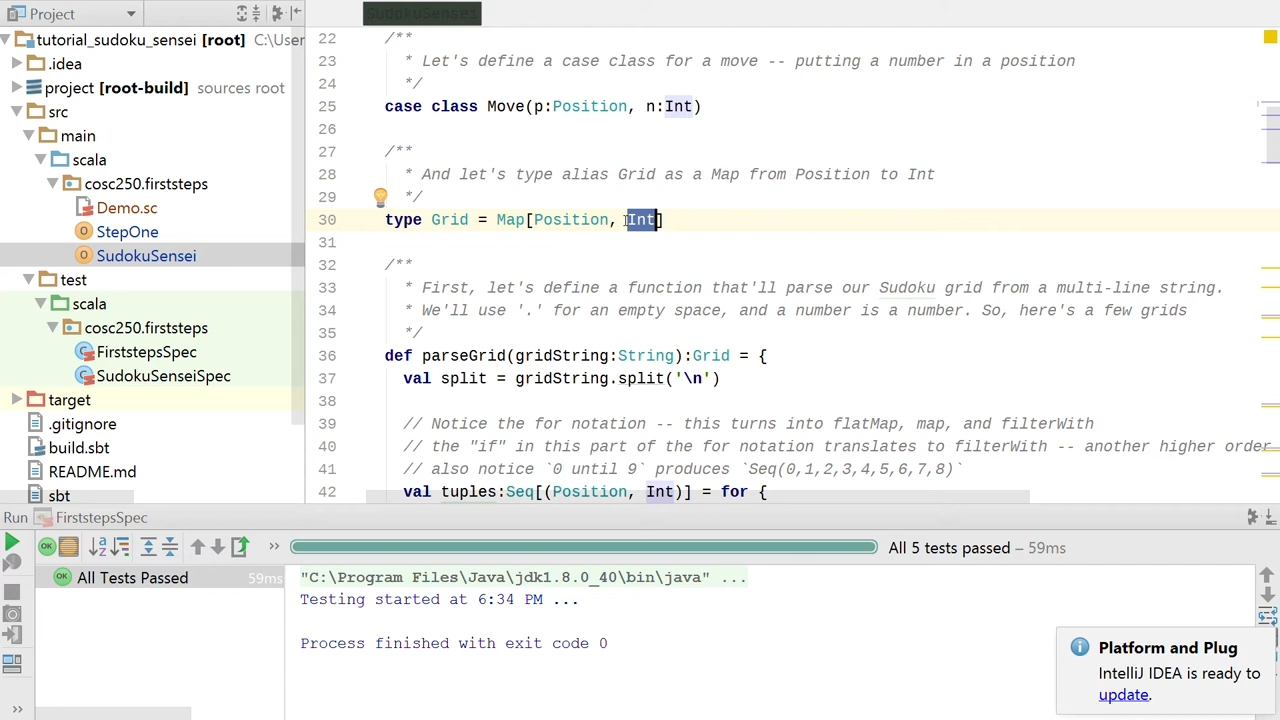 Project
SudokuSensei
tutorial_sudoku_sensei [root] C:\User
.idea
project [root-build] sources root
src
main
scala
cosc250.firststeps
Demo.sc
StepOne
SudokuSensei
test
scala
cosc250.firststeps
FirststepsSpec
SudokuSenseiSpec
target
.gitignore
build.sbt
README.md
sbt
22 /**
23 * Let's define a case class for a move -- putting a number in a position
24 */
25 case class Move(p:Position, n:Int)
26
27 /**
28 * And let's type alias Grid as a Map from Position to Int
29 */
30 type Grid = Map[Position, Int]
31
32 /**
33 * First, let's define a function that'll parse our Sudoku grid from a multi-line string.
34 * We'll use '.' for an empty space, and a number is a number. So, here's a few grids
35 */
36 def parseGrid(gridString:String):Grid = {
37 val split = gridString.split('\n')
38
39 // Notice the for notation -- this turns into flatMap, map, and filterWith
40 // the "if" in this part of the for notation translates to filterWith -- another higher order
41 // also notice `0 until 9` produces `Seq(0,1,2,3,4,5,6,7,8)`
42 val tuples:Seq[(Position, Int)] = for {
Run FirststepsSpec
All 5 tests passed – 59ms
All Tests Passed 59ms
"C:\Program Files\Java\jdk1.8.0_40\bin\java" ...
Testing started at 6:34 PM ...
Process finished with exit code 0
Platform and Plug
IntelliJ IDEA is ready to
update.